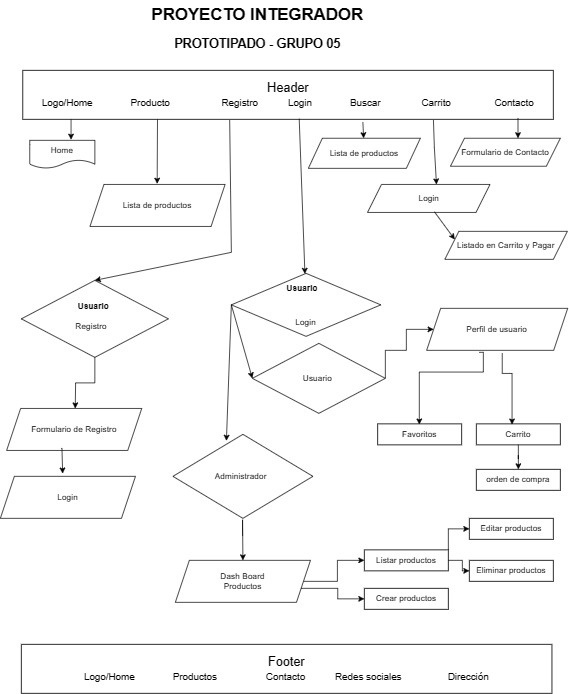 PROYECTO INTEGRADOR
PROTOTIPADO - GRUPO 05
Header
Logo/Home Producto Registro Login Buscar Carrito Contacto
Home
Lista de productos
Formulario de Contacto
Login
Lista de productos
Listado en Carrito y Pagar
Usuario
Registro
Usuario
Login
Perfil de usuario
Usuario
Formulario de Registro
Favoritos
Carrito
Administrador
orden de compra
Login
Editar productos
Listar productos
Eliminar productos
Dash Board
Productos
Crear productos
Footer
Logo/Home Productos Contacto Redes sociales Dirección